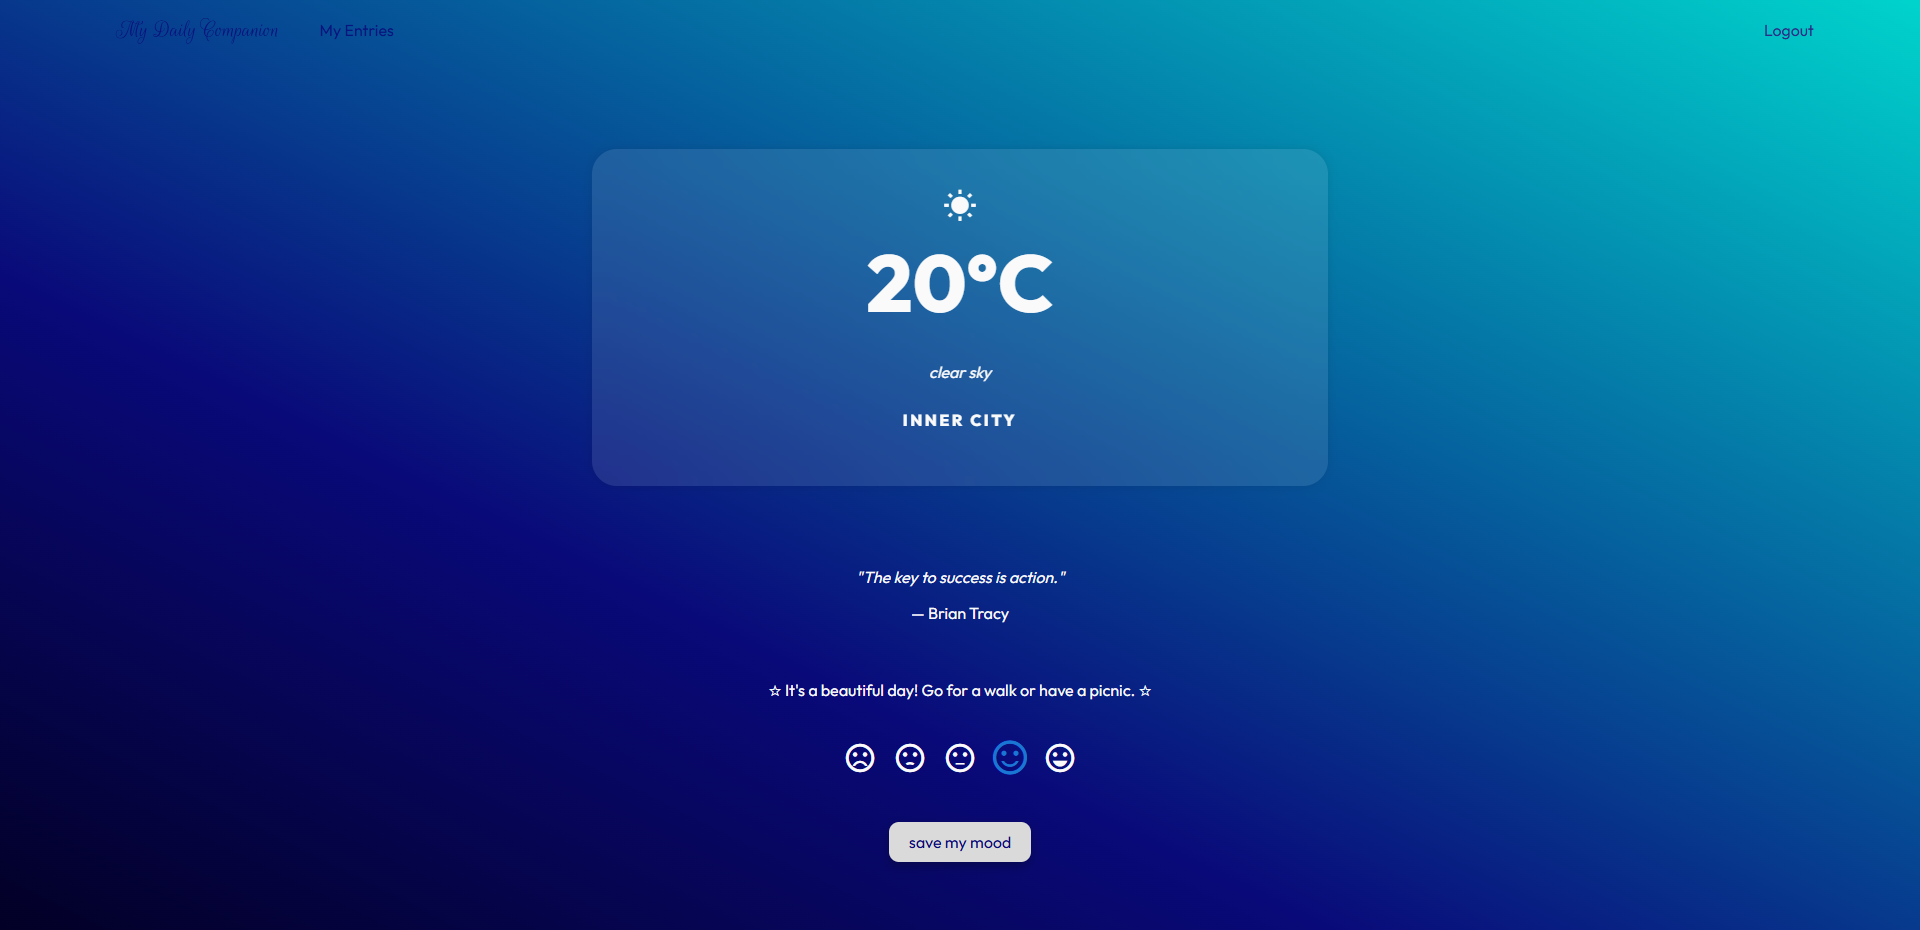 My Daily Companion
My Entries
Logout
20°C
clear sky
INNER CITY
"The key to success is action."
— Brian Tracy
☆ It's a beautiful day! Go for a walk or have a picnic. ☆
save my mood